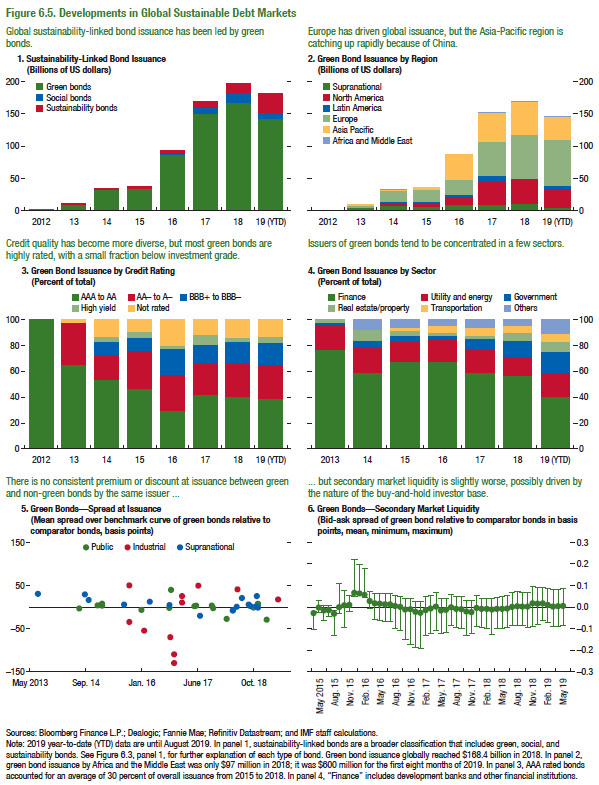 Figure 6.5. Developments in Global Sustainable Debt Markets
Global sustainability-linked bond issuance has been led by green
bonds.
Europe has driven global issuance, but the Asia-Pacific region is
catching up rapidly because of China.
1. Sustainability-Linked Bond Issuance
(Billions of US dollars)
Green bonds
Social bonds
Sustainability bonds
200
150
100
50
0
2012 13 14 15 16 17 18 19 (YTD)
2. Green Bond Issuance by Region
(Billions of US dollars)
Supranational
North America
Latin America
Europe
Asia Pacific
Africa and Middle East
200
150
100
50
0
2012 13 14 15 16 17 18 19 (YTD)
Credit quality has become more diverse, but most green bonds are
highly rated, with a small fraction below investment grade.
Issuers of green bonds tend to be concentrated in a few sectors.
3. Green Bond Issuance by Credit Rating
(Percent of total)
AAA to AA AA– to A– BBB+ to BBB–
High yield Not rated
100
80
60
40
20
0
2012 13 14 15 16 17 18 19 (YTD)
4. Green Bond Issuance by Sector
(Percent of total)
Finance Utility and energy Government
Real estate/property Transportation Others
100
80
60
40
20
0
2013 14 15 16 17 18 19 (YTD)
There is no consistent premium or discount at issuance between green
and non-green bonds by the same issuer ...
... but secondary market liquidity is slightly worse, possibly driven by
the nature of the buy-and-hold investor base.
5. Green Bonds—Spread at Issuance
(Mean spread over benchmark curve of green bonds relative to
comparator bonds, basis points)
Public Industrial Supranational
150
50
–50
–150
May 2013 Sep. 14 Jan. 16 June 17 Oct. 18
6. Green Bonds—Secondary Market Liquidity
(Bid-ask spread of green bond relative to comparator bonds in basis
points, mean, minimum, maximum)
0.3
0.2
0.1
0.0
–0.1
–0.2
–0.3
May 2015 Aug. 15 Nov. 15 Feb. 16 May 16 Aug. 16 Nov. 16 Feb. 17 May. 17 Aug. 17 Nov. 17 Feb. 18 May 18 Aug. 18 Nov. 18 Feb. 19 May 19
Sources: Bloomberg Finance L.P.; Dealogic; Fannie Mae; Refinitiv Datastream; and IMF staff calculations.
Note: 2019 year-to-date (YTD) data are until August 2019. In panel 1, sustainability-linked bonds are a broader classification that includes green, social, and
sustainability bonds. See Figure 6.3, panel 1, for further explanation of each type of bond. Green bond issuance globally reached $168.4 billion in 2018. In panel 2,
green bond issuance by Africa and the Middle East was only $97 million in 2018; it was $600 million for the first eight months of 2019. In panel 3, AAA rated bonds
accounted for an average of 30 percent of overall issuance from 2015 to 2018. In panel 4, “Finance” includes development banks and other financial institutions.